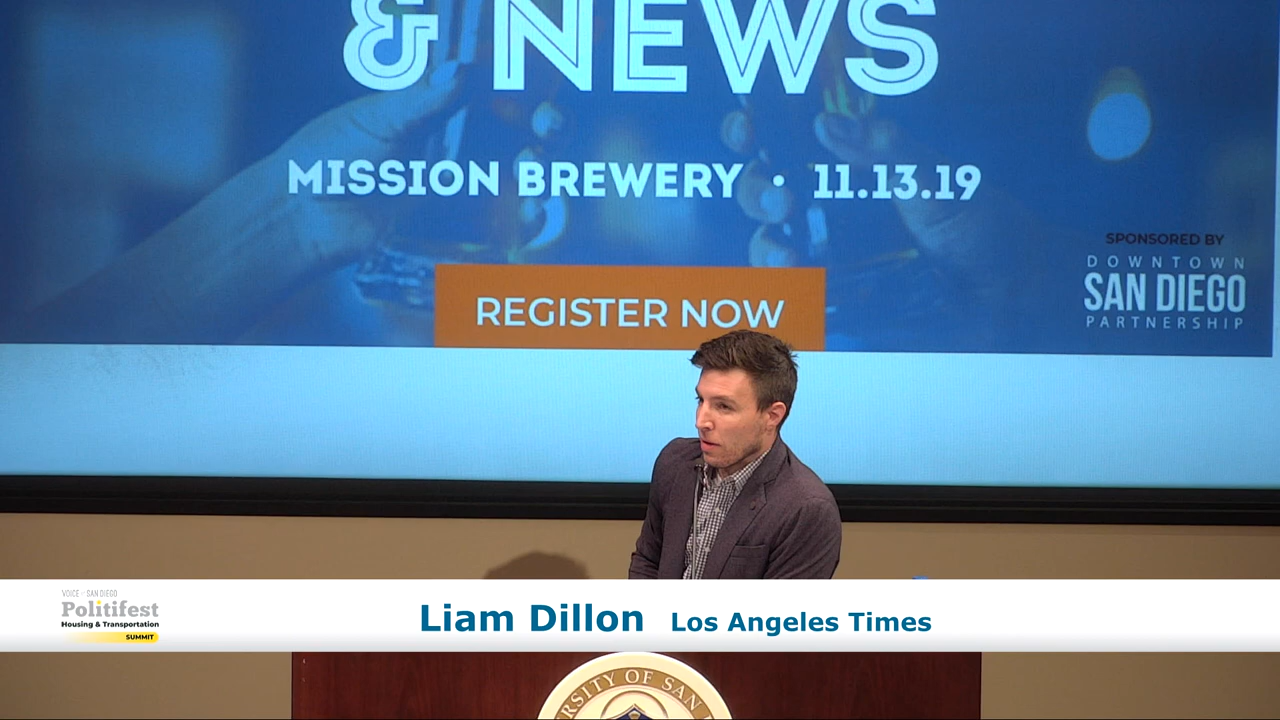 & NEWS
MISSION BREWERY • 11.13.19
SPONSORED BY
DOWNTOWN
SAN DIEGO
PARTNERSHIP
REGISTER NOW
VOICE OF SAN DIEGO
Politifest
Housing & Transportation
SUMMIT
Liam Dillon Los Angeles Times
RSITY OF SAN